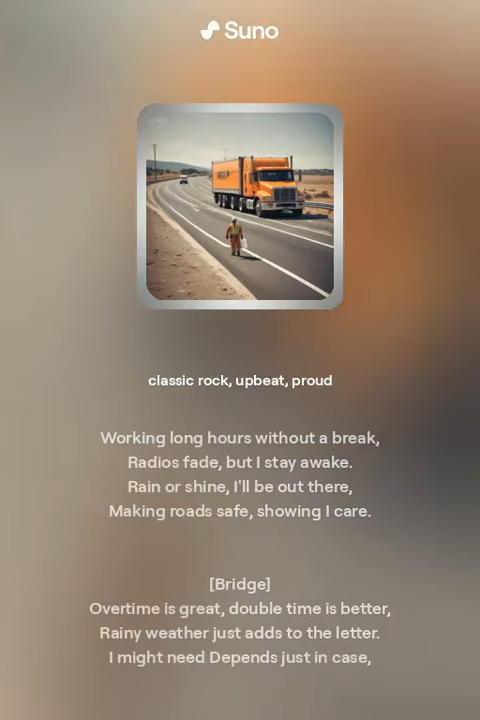 Suno
classic rock, upbeat, proud
Working long hours without a break,
Radios fade, but I stay awake.
Rain or shine, I'll be out there,
Making roads safe, showing I care.
[Bridge]
Overtime is great, double time is better,
Rainy weather just adds to the letter.
I might need Depends just in case,